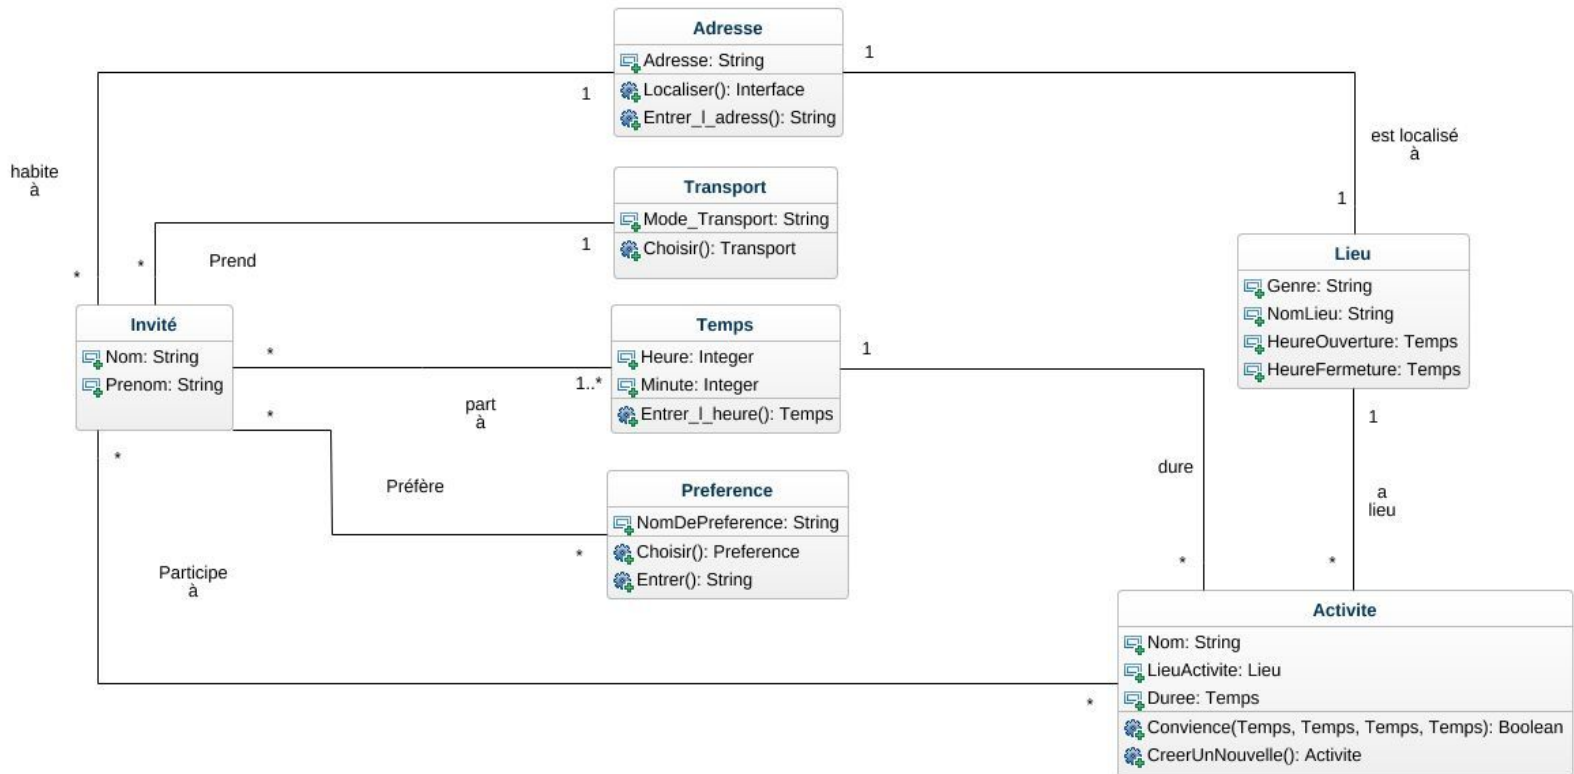 Adresse
Adresse: String
Localiser(): Interface
Entrer_l_adress(): String
1
1
habite
à
est localisé
à
Transport
Mode_Transport: String
Choisir(): Transport
1
1
Prend
*
*
Lieu
Genre: String
NomLieu: String
HeureOuverture: Temps
HeureFermeture: Temps
Invité
Nom: String
Prenom: String
Temps
Heure: Integer
Minute: Integer
Entrer_l_heure(): Temps
*
1..*
1
part
à
*
1
*
Préfère
dure
a
lieu
Preference
NomDePreference: String
Choisir(): Preference
Entrer(): String
*
*
*
Participe
à
Activite
Nom: String
LieuActivite: Lieu
Duree: Temps
Convience(Temps, Temps, Temps, Temps): Boolean
CreerUnNouvelle(): Activite
*